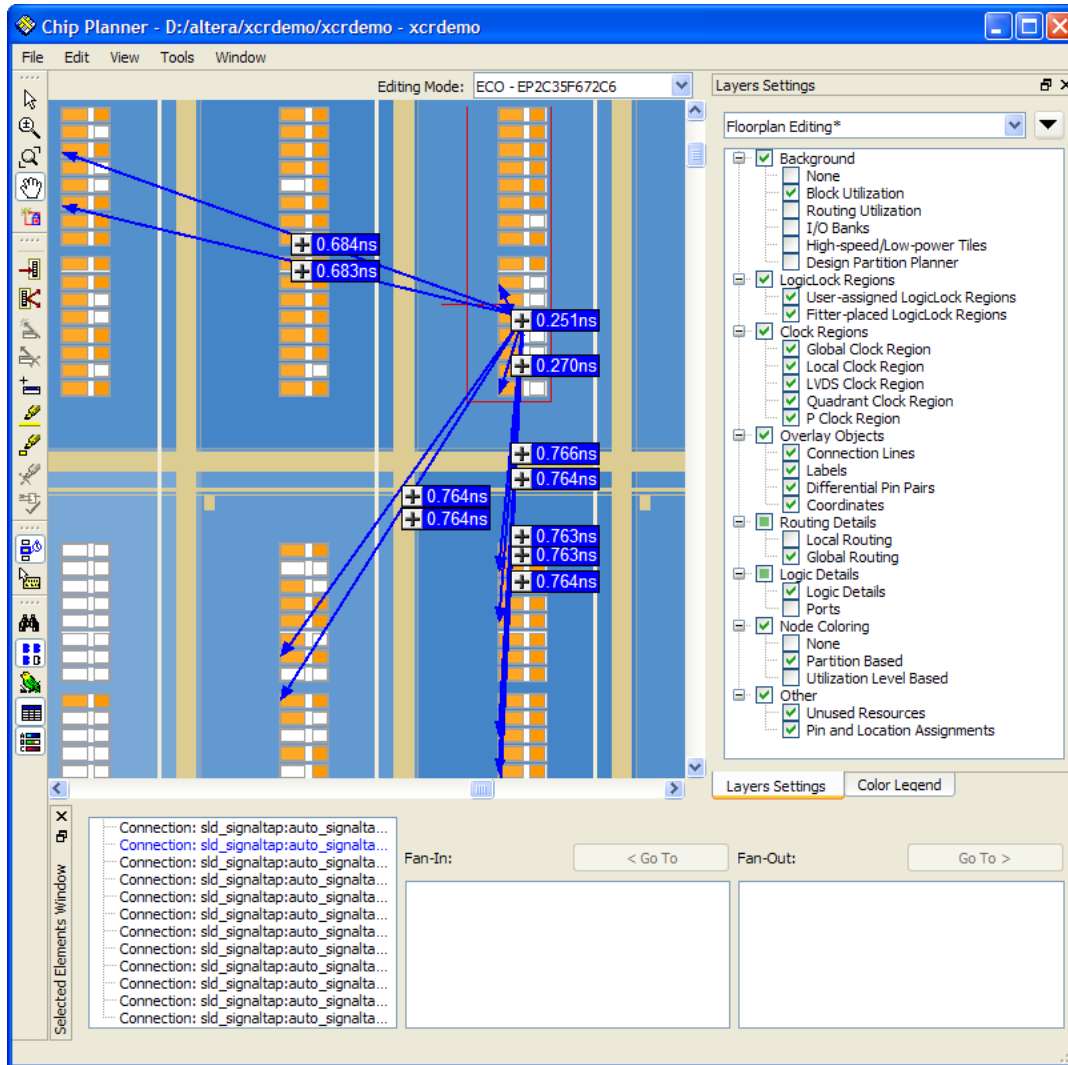 Chip Planner - D:/altera/xcrdemo/xcrdemo - xcrdemo
File Edit View Tools Window
Editing Mode: ECO - EP2C35F672C6
0.684ns
0.683ns
0.251ns
0.270ns
0.766ns
0.764ns
0.764ns
0.764ns
0.763ns
0.763ns
0.764ns
Layers Settings
Floorplan Editing*
Background
None
Block Utilization
Routing Utilization
I/O Banks
High-speed/Low-power Tiles
Design Partition Planner
LogicLock Regions
User-assigned LogicLock Regions
Fitter-placed LogicLock Regions
Clock Regions
Global Clock Region
Local Clock Region
LVDS Clock Region
Quadrant Clock Region
P Clock Region
Overlay Objects
Connection Lines
Labels
Differential Pin Pairs
Coordinates
Routing Details
Local Routing
Global Routing
Logic Details
Logic Details
Ports
Node Coloring
None
Partition Based
Utilization Level Based
Other
Unused Resources
Pin and Location Assignments
Layers Settings Color Legend
Selected Elements Window
Connection: sld_signaltap:auto_signalta...
Connection: sld_signaltap:auto_signalta...
Connection: sld_signaltap:auto_signalta...
Connection: sld_signaltap:auto_signalta...
Connection: sld_signaltap:auto_signalta...
Connection: sld_signaltap:auto_signalta...
Connection: sld_signaltap:auto_signalta...
Connection: sld_signaltap:auto_signalta...
Connection: sld_signaltap:auto_signalta...
Connection: sld_signaltap:auto_signalta...
Connection: sld_signaltap:auto_signalta...
Connection: sld_signaltap:auto_signalta...
Fan-In: < Go To
Fan-Out: Go To >